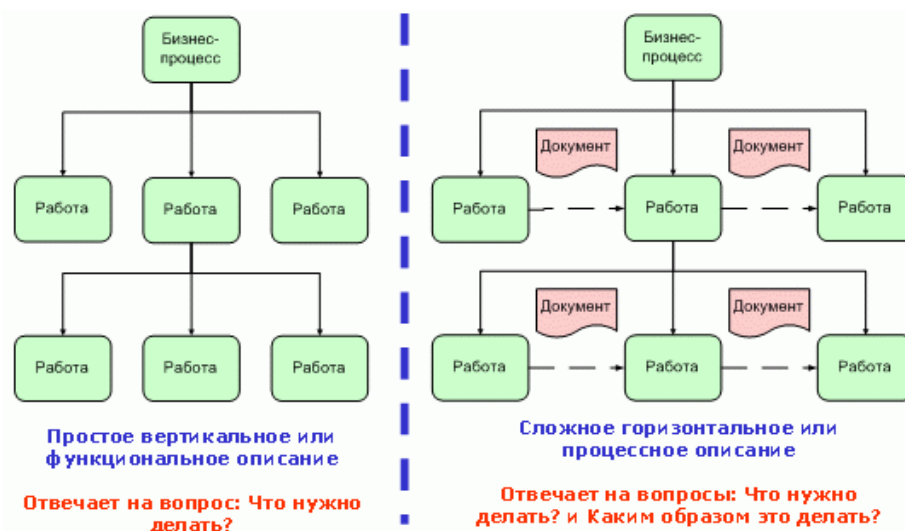 Бизнес-
процесс
Работа
Работа
Работа
Работа
Работа
Работа
Простое вертикальное или
функциональное описание
Отвечает на вопрос: Что нужно
делать?
Бизнес-
процесс
Документ
Документ
Работа
Работа
Работа
Документ
Документ
Работа
Работа
Работа
Сложное горизонтальное или
процессное описание
Отвечает на вопросы: Что нужно
делать? и Каким образом это делать?